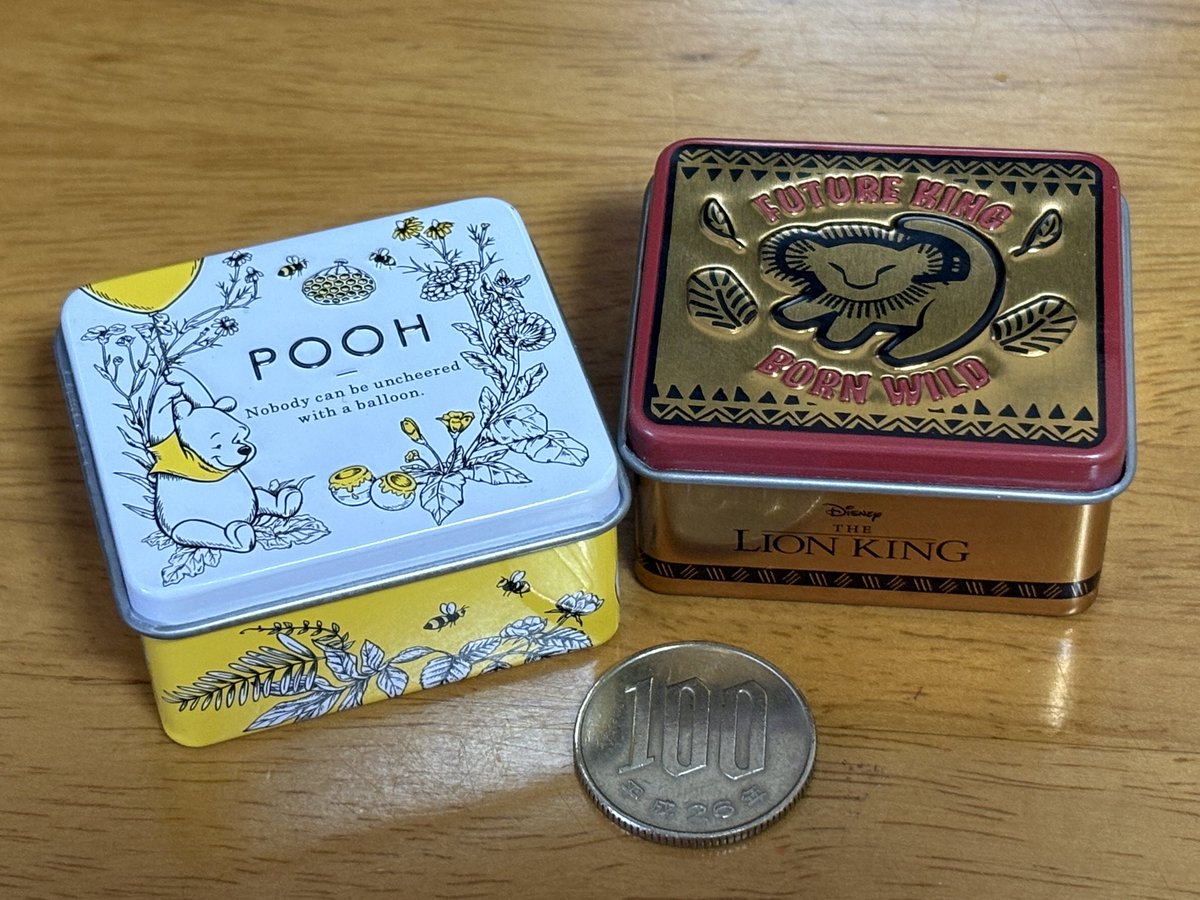 POOH
Nobody can be uncheered
with a balloon.
FUTURE KING
BORN WILD
Disney
THE
LION KING
100
平成26年